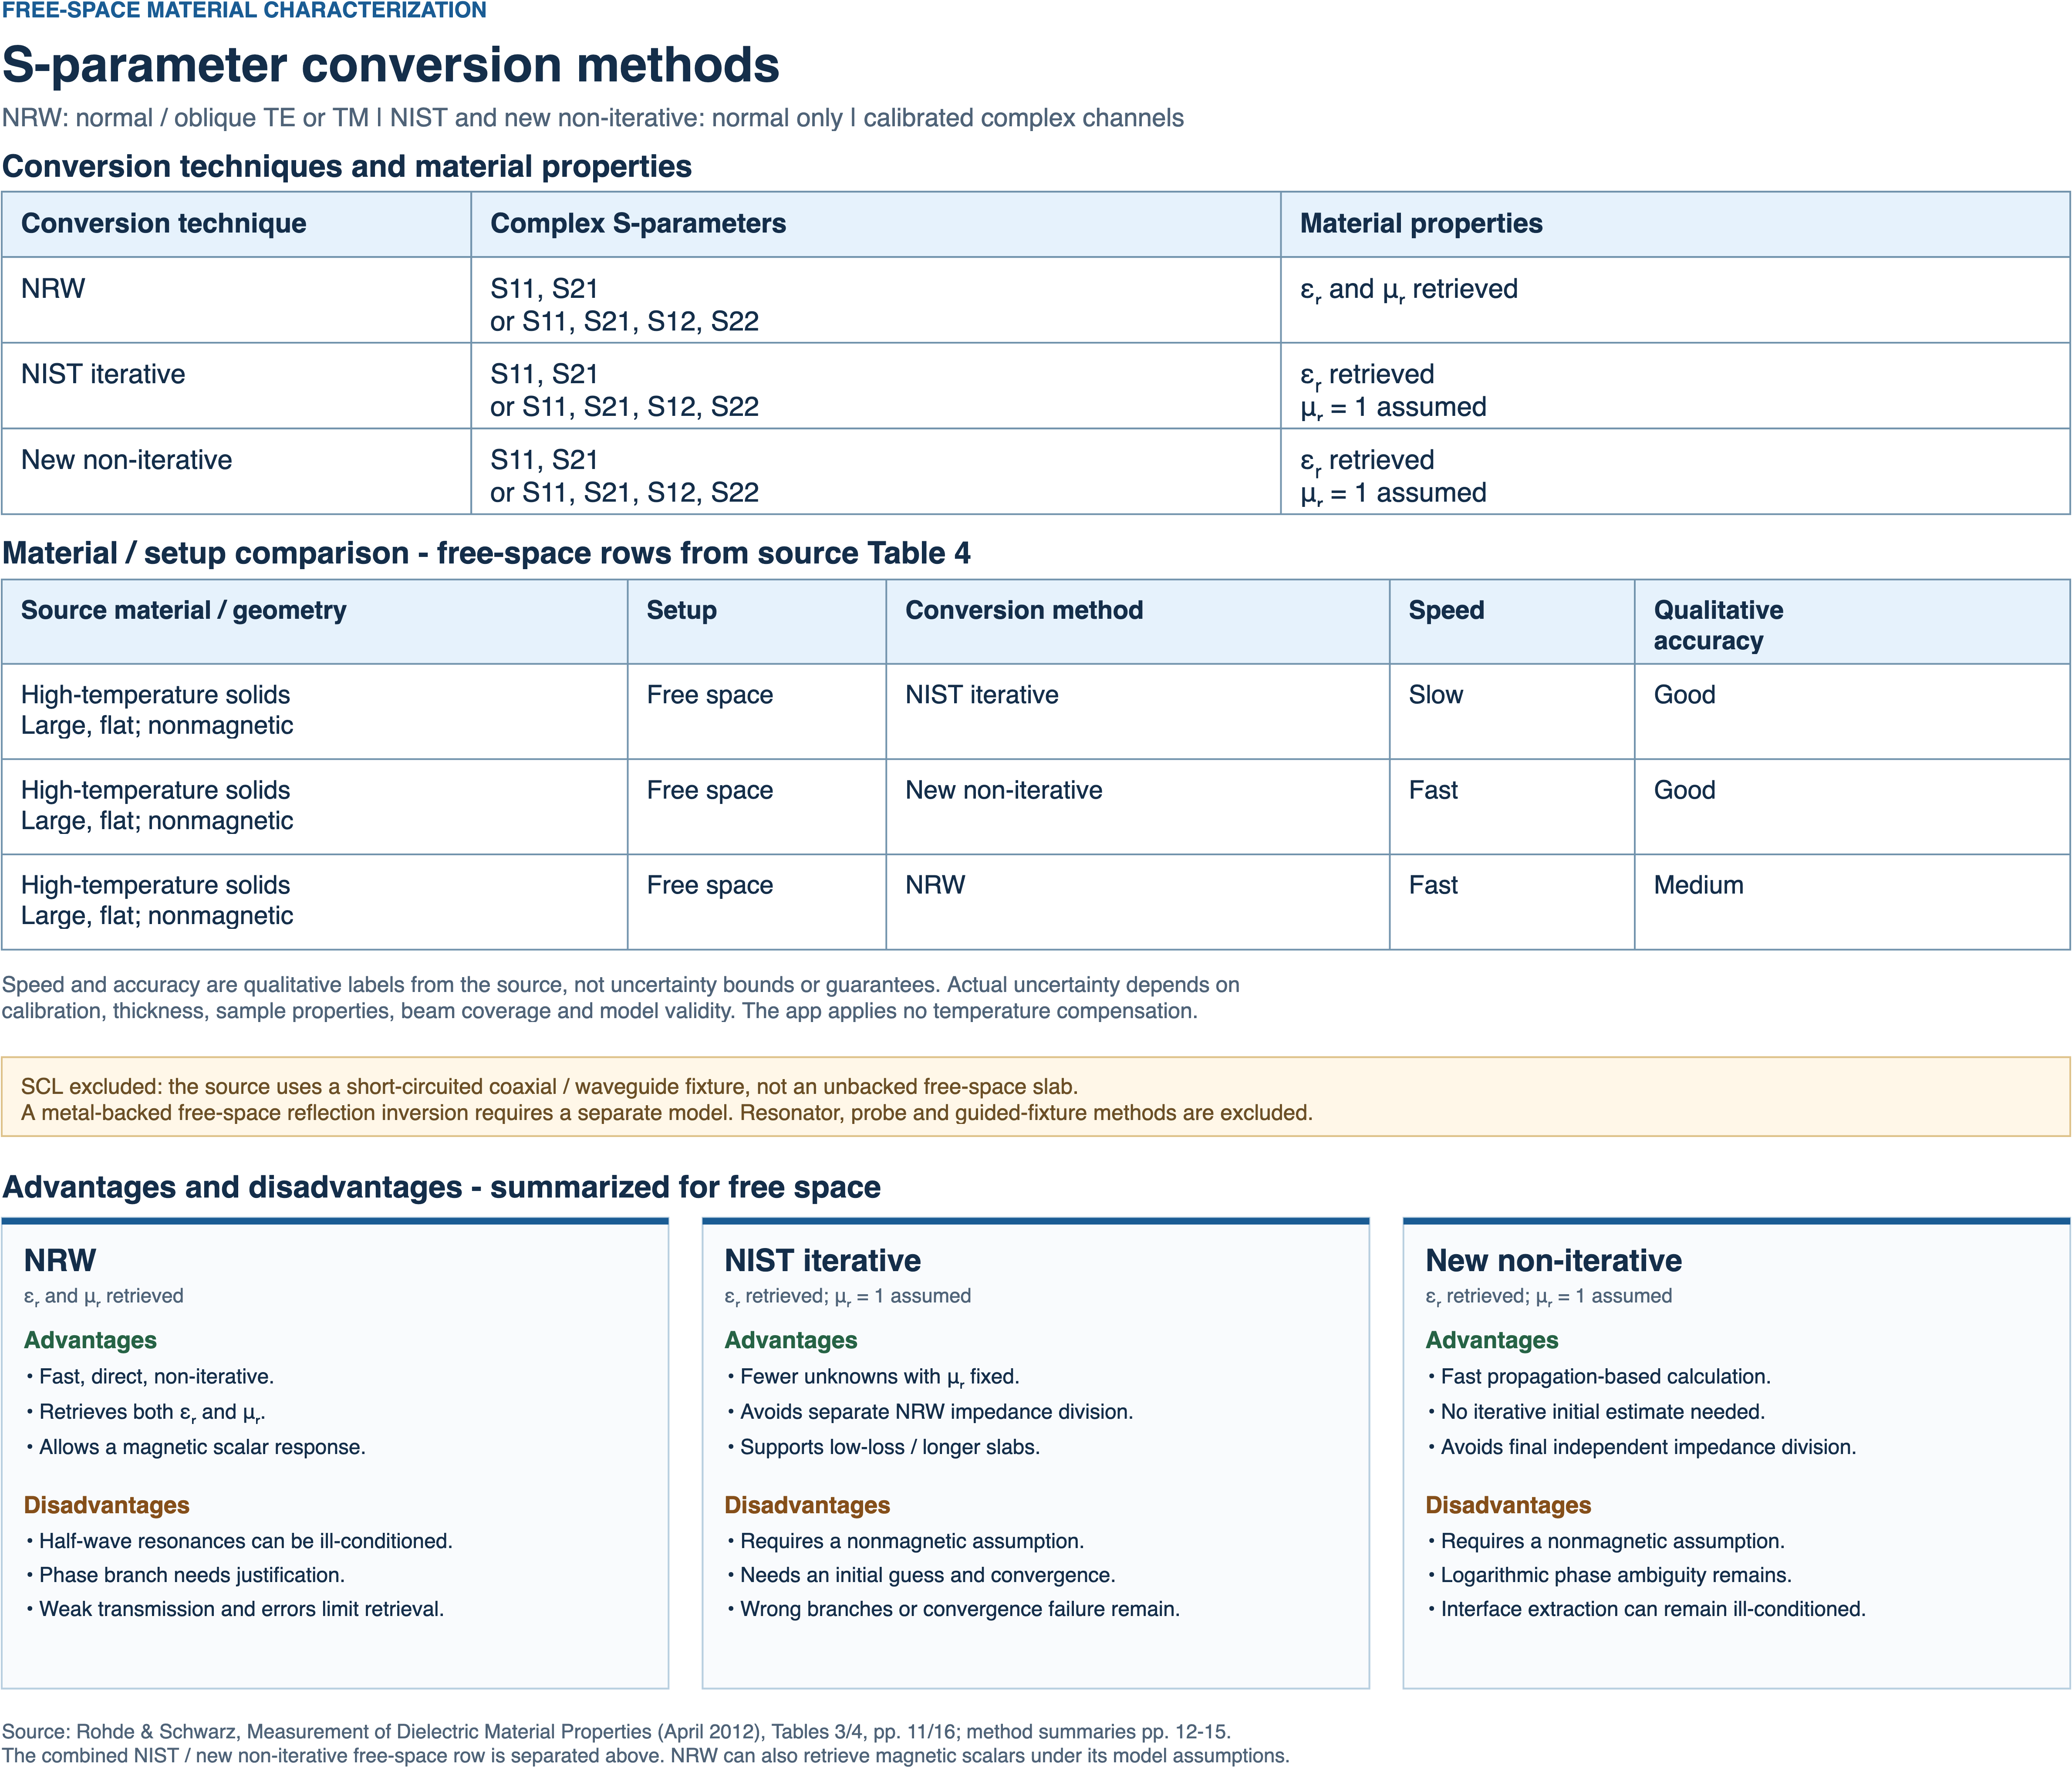 FREE-SPACE MATERIAL CHARACTERIZATION
S-parameter conversion methods
NRW: normal / oblique TE or TM | NIST and new non-iterative: normal only | calibrated complex channels
Conversion techniques and material properties
Conversion technique
Complex S-parameters
Material properties
NRW
S11, S21
or S11, S21, S12, S22
εr and μr retrieved
NIST iterative
S11, S21
or S11, S21, S12, S22
εr retrieved
μr = 1 assumed
New non-iterative
S11, S21
or S11, S21, S12, S22
εr retrieved
μr = 1 assumed
Material / setup comparison - free-space rows from source Table 4
Source material / geometry
Setup
Conversion method
Speed
Qualitative
accuracy
High-temperature solids
Large, flat; nonmagnetic
Free space
NIST iterative
Slow
Good
High-temperature solids
Large, flat; nonmagnetic
Free space
New non-iterative
Fast
Good
High-temperature solids
Large, flat; nonmagnetic
Free space
NRW
Fast
Medium
Speed and accuracy are qualitative labels from the source, not uncertainty bounds or guarantees. Actual uncertainty depends on
calibration, thickness, sample properties, beam coverage and model validity. The app applies no temperature compensation.
SCL excluded: the source uses a short-circuited coaxial / waveguide fixture, not an unbacked free-space slab.
A metal-backed free-space reflection inversion requires a separate model. Resonator, probe and guided-fixture methods are excluded.
Advantages and disadvantages - summarized for free space
NRW
εr and μr retrieved
Advantages
• Fast, direct, non-iterative.
• Retrieves both εr and μr.
• Allows a magnetic scalar response.
Disadvantages
• Half-wave resonances can be ill-conditioned.
• Phase branch needs justification.
• Weak transmission and errors limit retrieval.
NIST iterative
εr retrieved; μr = 1 assumed
Advantages
• Fewer unknowns with μr fixed.
• Avoids separate NRW impedance division.
• Supports low-loss / longer slabs.
Disadvantages
• Requires a nonmagnetic assumption.
• Needs an initial guess and convergence.
• Wrong branches or convergence failure remain.
New non-iterative
εr retrieved; μr = 1 assumed
Advantages
• Fast propagation-based calculation.
• No iterative initial estimate needed.
• Avoids final independent impedance division.
Disadvantages
• Requires a nonmagnetic assumption.
• Logarithmic phase ambiguity remains.
• Interface extraction can remain ill-conditioned.
Source: Rohde & Schwarz, Measurement of Dielectric Material Properties (April 2012), Tables 3/4, pp. 11/16; method summaries pp. 12-15.
The combined NIST / new non-iterative free-space row is separated above. NRW can also retrieve magnetic scalars under its model assumptions.